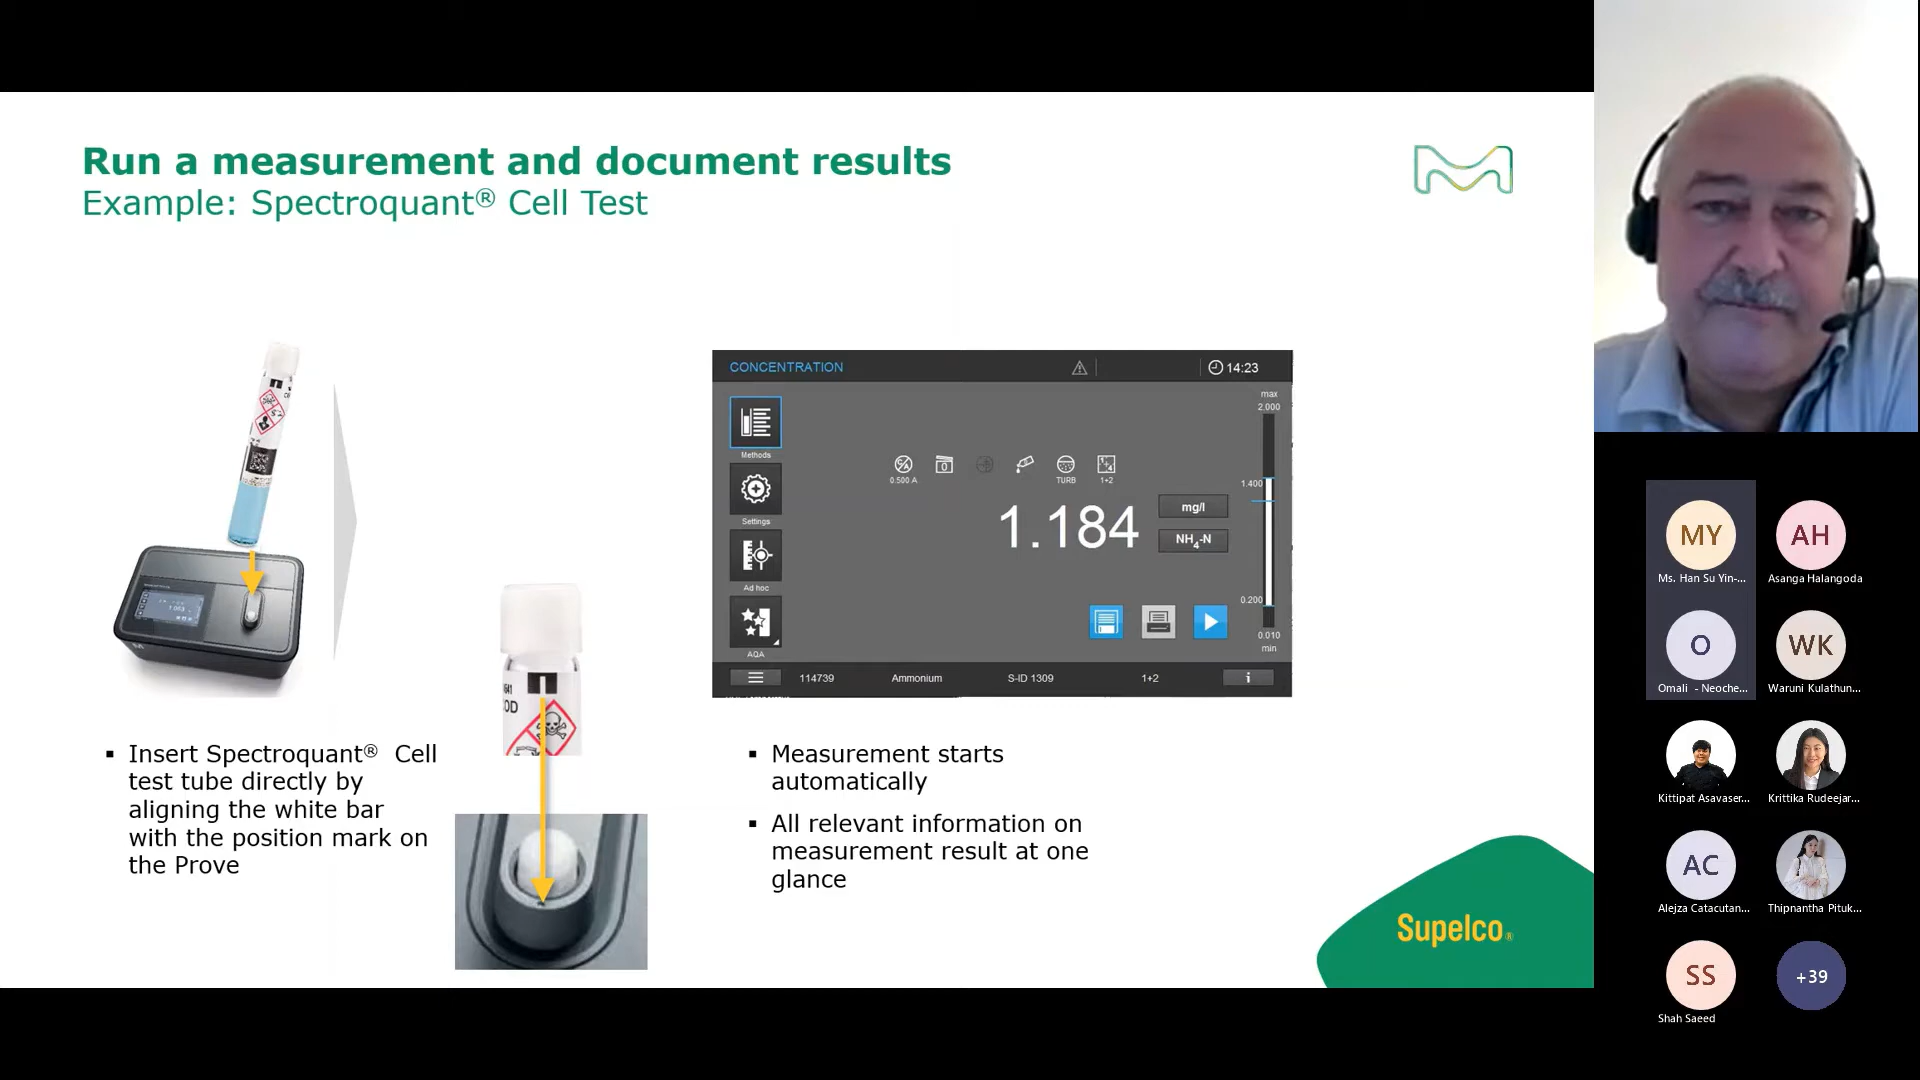 Run a measurement and document results
Example: Spectroquant® Cell Test
CONCENTRATION
14:23
Methods
Settings
Ad hoc
AQA
0.500 A
0
TURB
1+2
1.184
mg/l
NH4-N
max
2.000
1.400
0.200
0.010
min
114739
Ammonium
S-ID 1309
1+2
i
OD
▪ Insert Spectroquant® Cell
test tube directly by
aligning the white bar
with the position mark on
the Prove
▪ Measurement starts
automatically
▪ All relevant information on
measurement result at one
glance
Supelco®
MY
Ms. Han Su Yin-...
AH
Asanga Halangoda
O
Omali - Neoche...
WK
Waruni Kulathun...
Kittipat Asavaser...
Krittika Rudeejar...
AC
Alejza Catacutan...
Thipnantha Pituk...
SS
Shah Saeed
+39